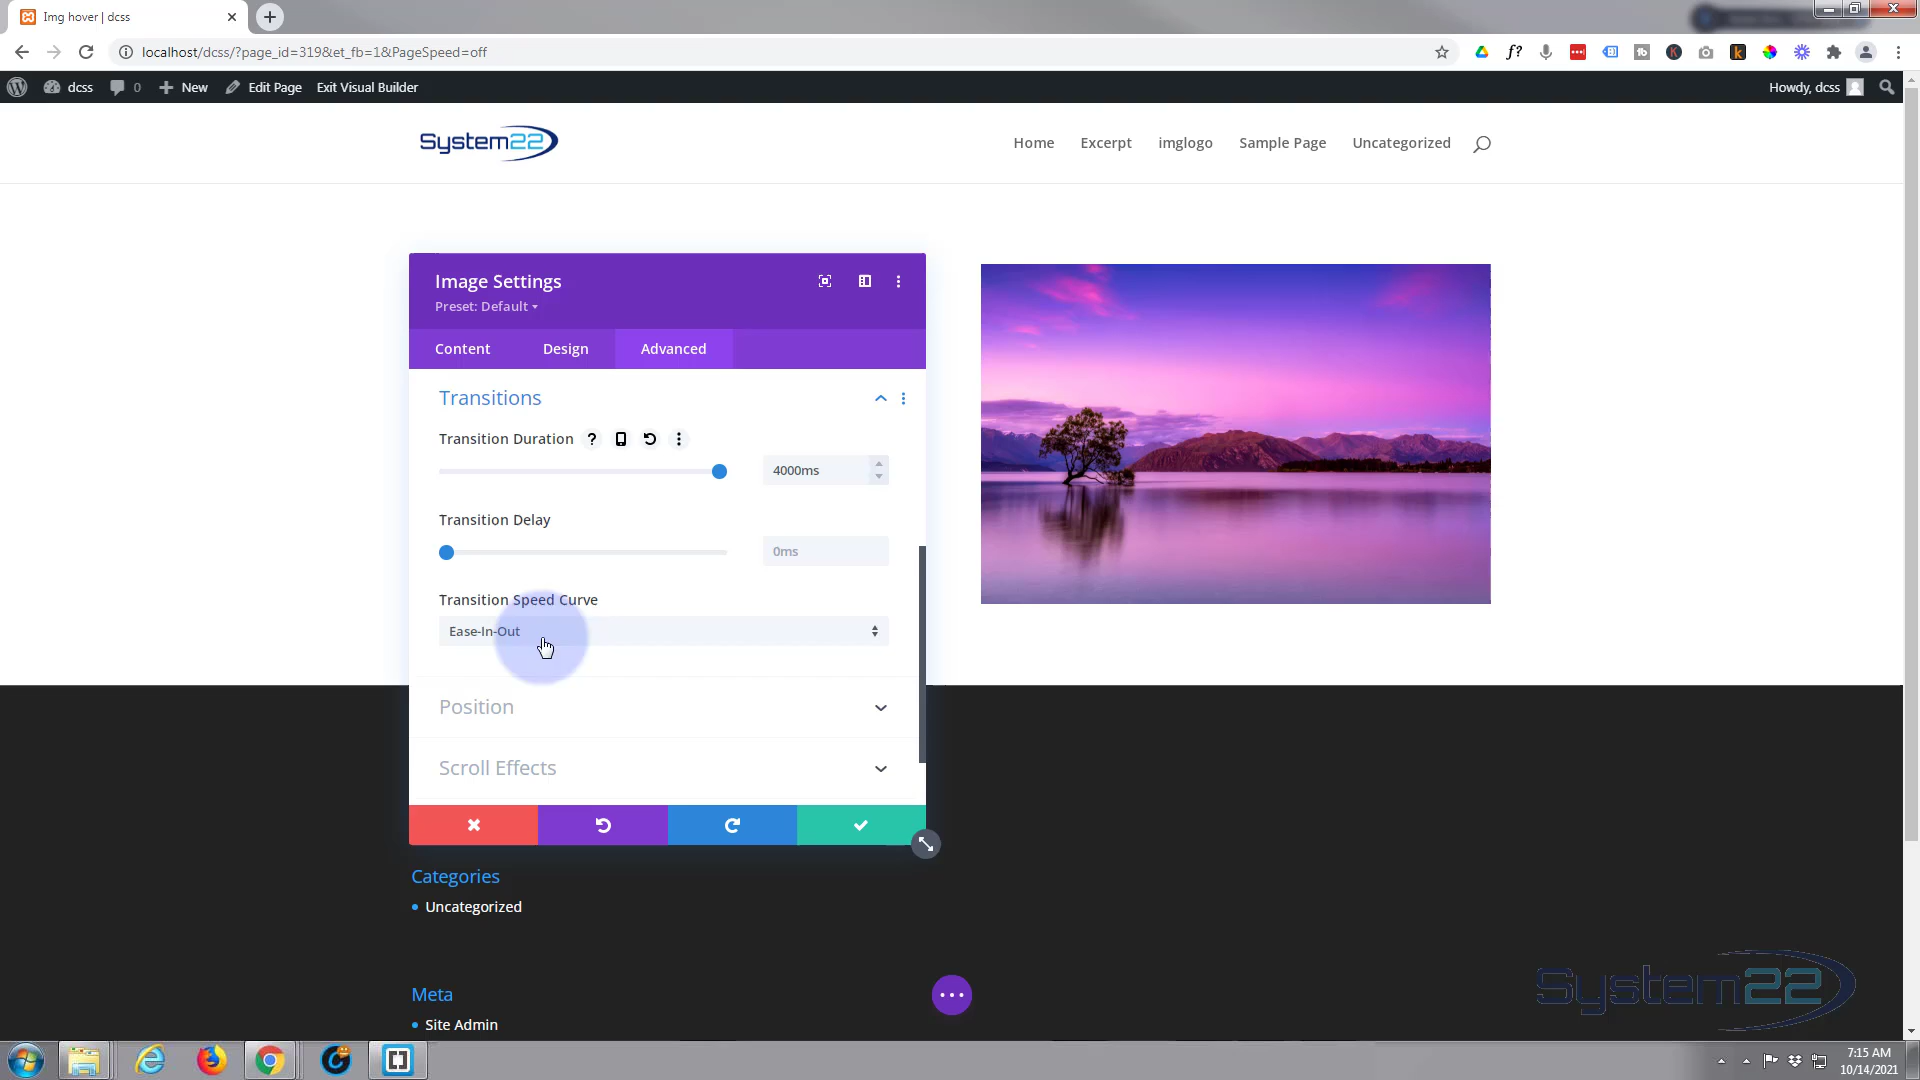 Img hover | dcss
localhost/dcss/?page_id=319&et_fb=1&PageSpeed=off
dcss
0
New
Edit Page
Exit Visual Builder
Howdy, dcss
System22
Home
Excerpt
imglogo
Sample Page
Uncategorized
Image Settings
Preset: Default
Content
Design
Advanced
Transitions
Transition Duration
4000ms
Transition Delay
0ms
Transition Speed Curve
Ease-In-Out
Position
Scroll Effects
Categories
Uncategorized
Meta
Site Admin
System22
7:15 AM
10/14/2021